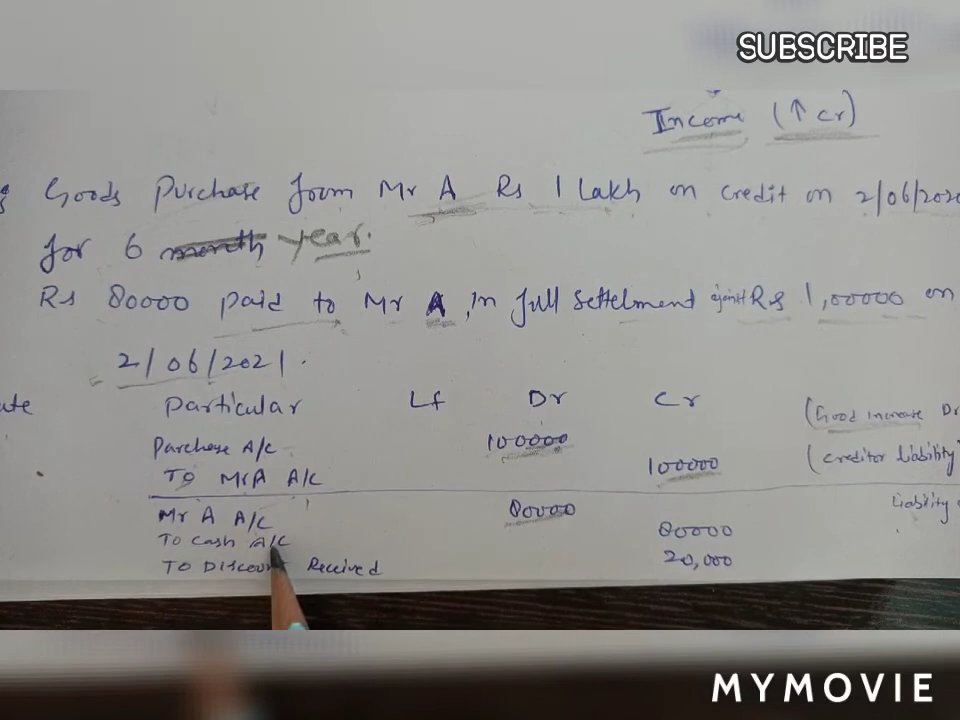 SUBSCRIBE
Income (↑ Cr)
Goods Purchase from Mr A Rs 1 Lakh on credit on 2/06/2020
for 6 month year.
Rs 80000 paid to Mr A, in full Settelment against Rs 1,00000 on
2/06/2021.
Particular Lf Dr Cr
(Good increase Dr
Purchase A/C 100000
(creditor liability)
To Mr A A/C 100000
Liability
Mr A A/C 80000
To Cash A/C 80000
To Discount Received 20,000
MYMOVIE